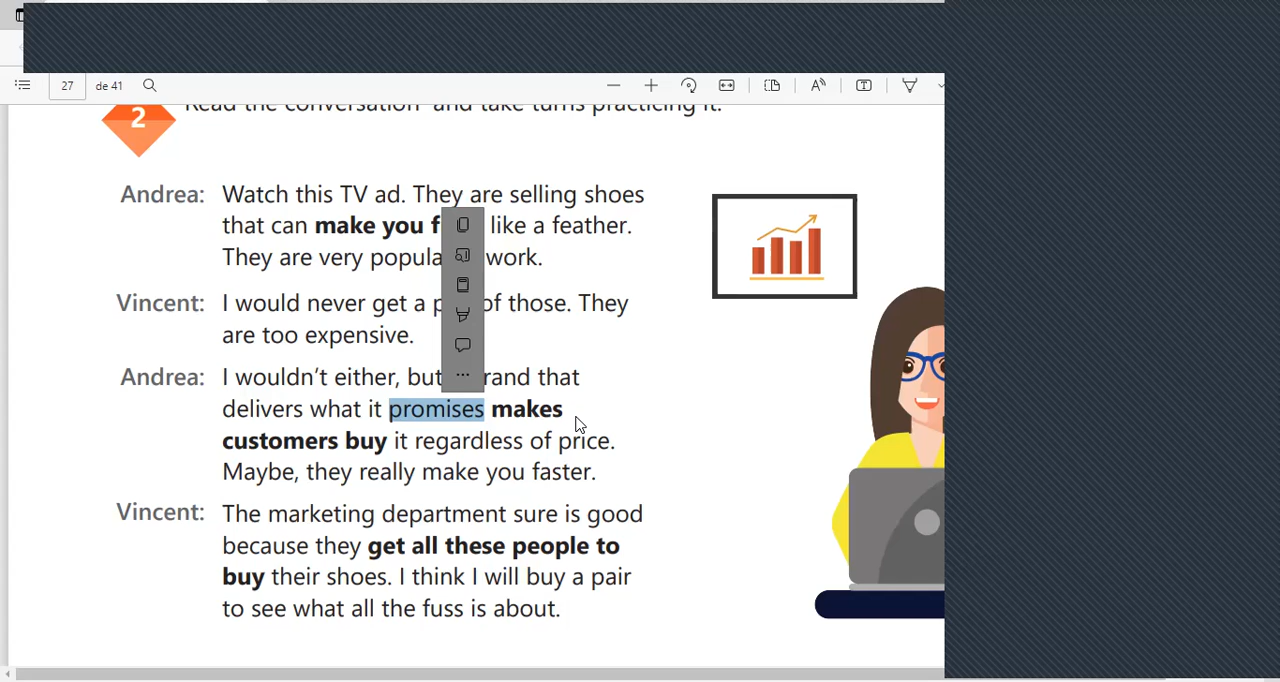 27 de 41
Read the conversation and take turns practicing it.
2
Andrea: Watch this TV ad. They are selling shoes
that can make you f like a feather.
They are very popula work.
Vincent: I would never get a p of those. They
are too expensive.
Andrea: I wouldn't either, but rand that
delivers what it promises makes
customers buy it regardless of price.
Maybe, they really make you faster.
Vincent: The marketing department sure is good
because they get all these people to
buy their shoes. I think I will buy a pair
to see what all the fuss is about.